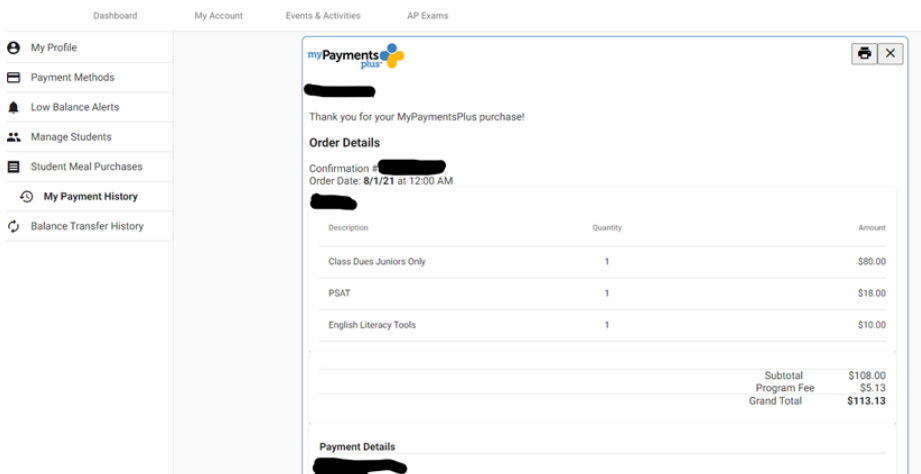 Dashboard My Account Events & Activities AP Exams
My Profile
Payment Methods
Low Balance Alerts
Manage Students
Student Meal Purchases
My Payment History
Balance Transfer History
myPayments
plus
Thank you for your MyPaymentsPlus purchase!
Order Details
Confirmation #
Order Date: 8/1/21 at 12:00 AM
Description Quantity Amount
Class Dues Juniors Only 1 $80.00
PSAT 1 $18.00
English Literacy Tools 1 $10.00
Subtotal $108.00
Program Fee $5.13
Grand Total $113.13
Payment Details